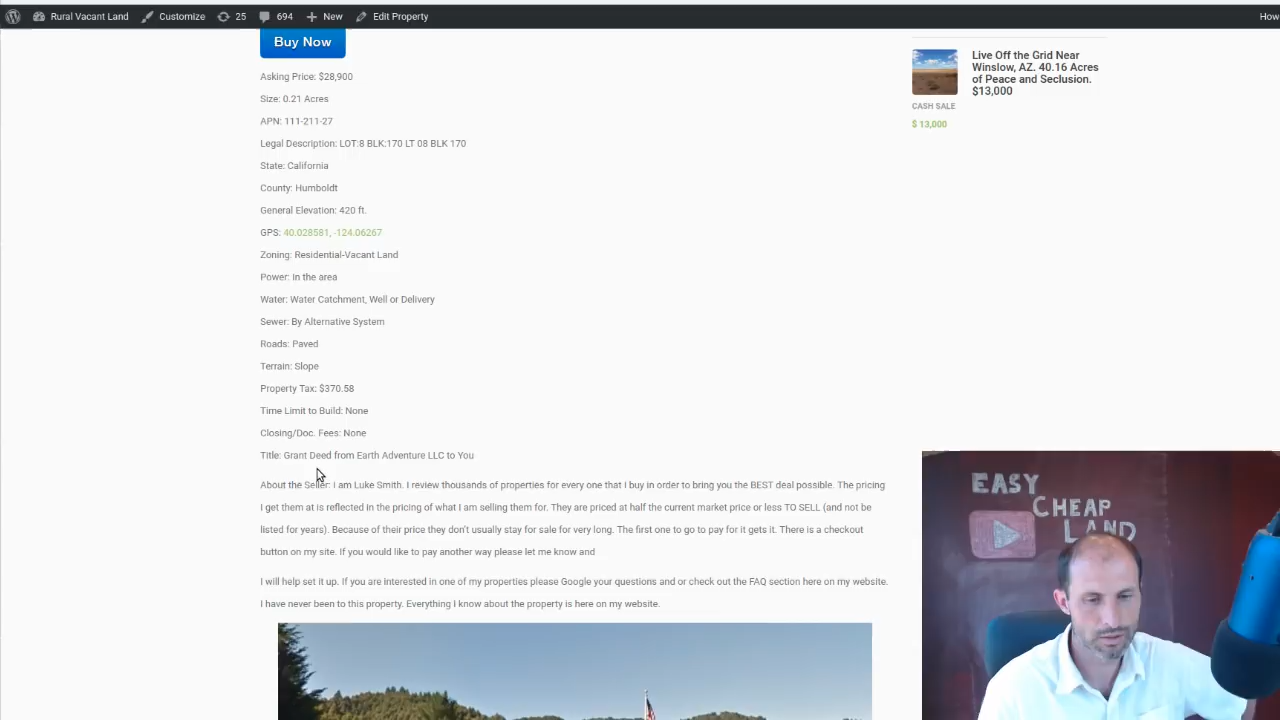 Rural Vacant Land
Customize
25
694
New
Edit Property
How
Buy Now
Asking Price: $28,900
Size: 0.21 Acres
APN: 111-211-27
Legal Description: LOT:8 BLK:170 LT 08 BLK 170
State: California
County: Humboldt
General Elevation: 420 ft.
GPS: 40.028581, -124.06267
Zoning: Residential-Vacant Land
Power: In the area
Water: Water Catchment, Well or Delivery
Sewer: By Alternative System
Roads: Paved
Terrain: Slope
Property Tax: $370.58
Time Limit to Build: None
Closing/Doc. Fees: None
Title: Grant Deed from Earth Adventure LLC to You
About the Seller: I am Luke Smith. I review thousands of properties for every one that I buy in order to bring you the BEST deal possible. The pricing
I get them at is reflected in the pricing of what I am selling them for. They are priced at half the current market price or less TO SELL (and not be
listed for years). Because of their price they don't usually stay for sale for very long. The first one to go to pay for it gets it. There is a checkout
button on my site. If you would like to pay another way please let me know and
I will help set it up. If you are interested in one of my properties please Google your questions and or check out the FAQ section here on my website.
I have never been to this property. Everything I know about the property is here on my website.
Live Off the Grid Near
Winslow, AZ. 40.16 Acres
of Peace and Seclusion.
$13,000
CASH SALE
$ 13,000
EASY
CHEAP
LAND